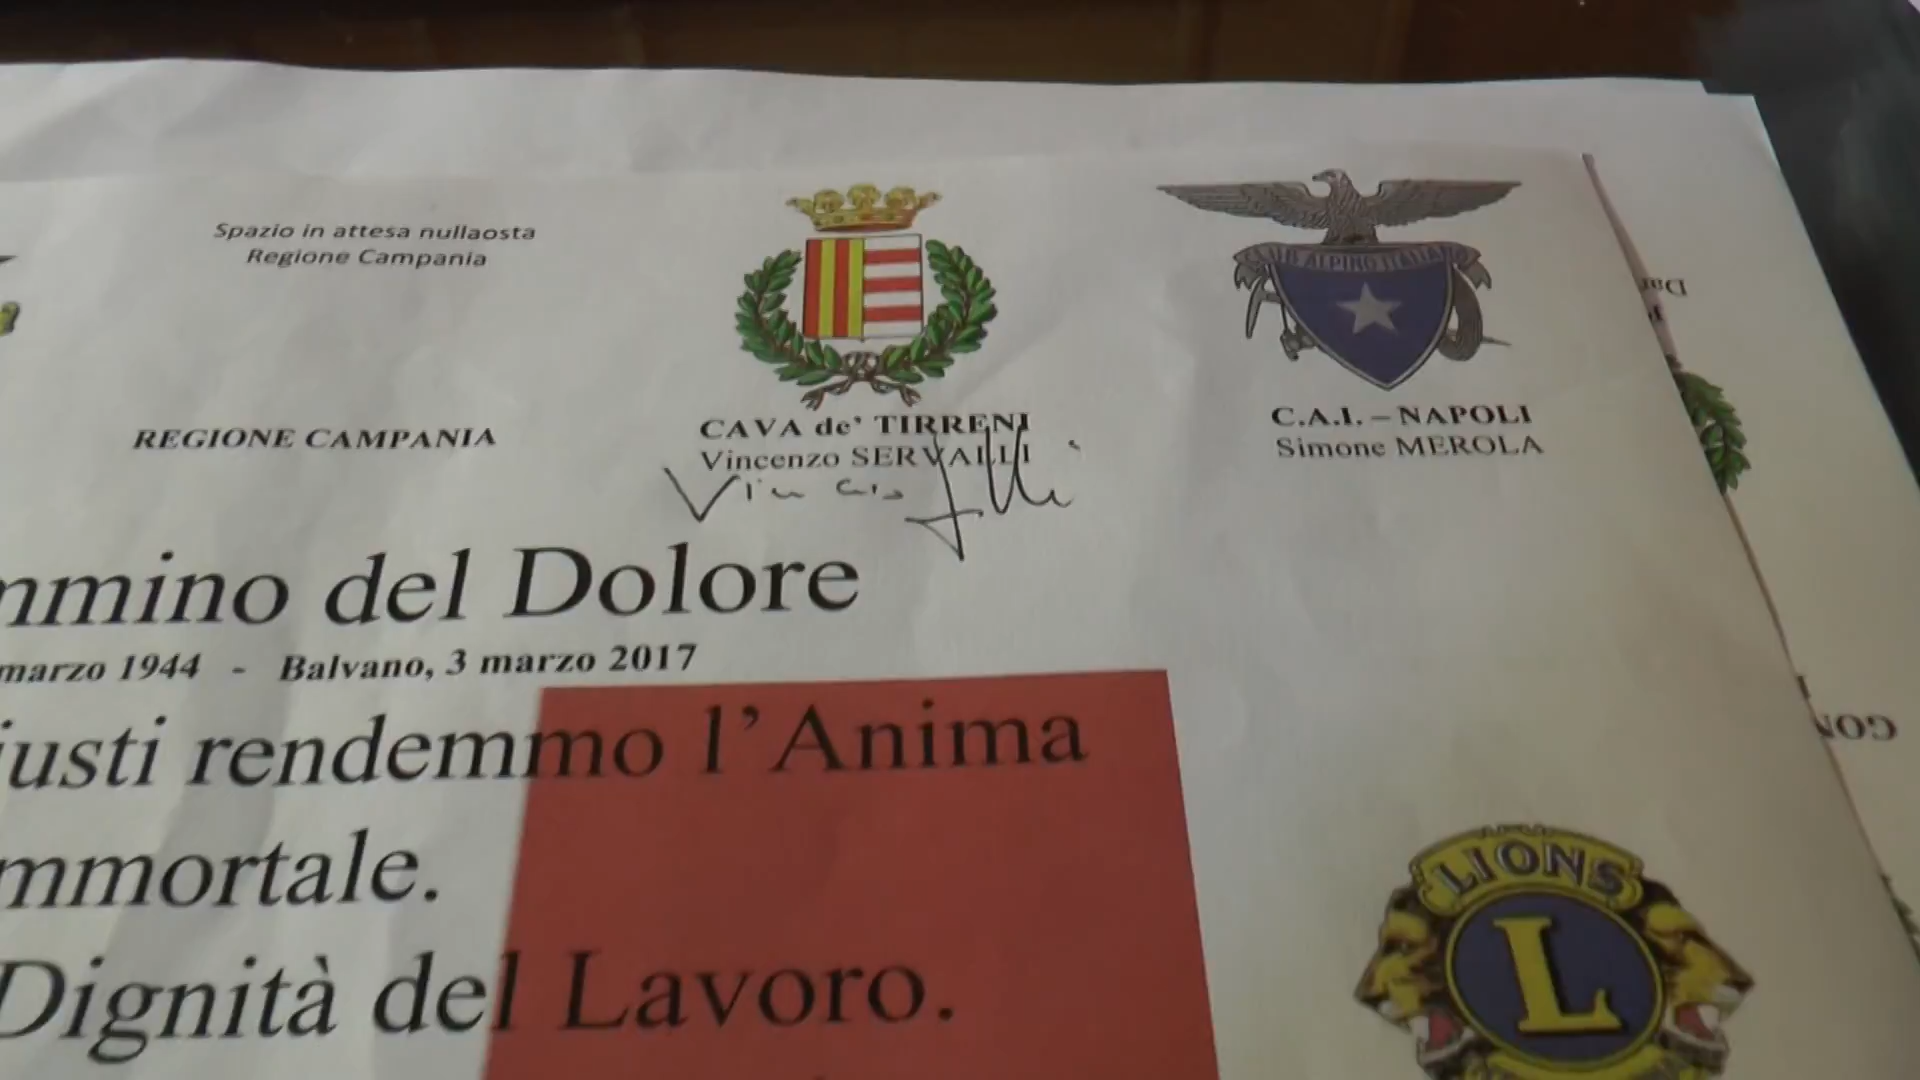 Spazio in attesa nullaosta
Regione Campania
REGIONE CAMPANIA
CAVA de' TIRRENI
Vincenzo SERVALLI
CLUB ALPINO ITALIANO
C.A.I. – NAPOLI
Simone MEROLA
mmino del Dolore
marzo 1944 - Balvano, 3 marzo 2017
iusti rendemmo l'Anima
mmortale.
Dignità del Lavoro.
LIONS
L